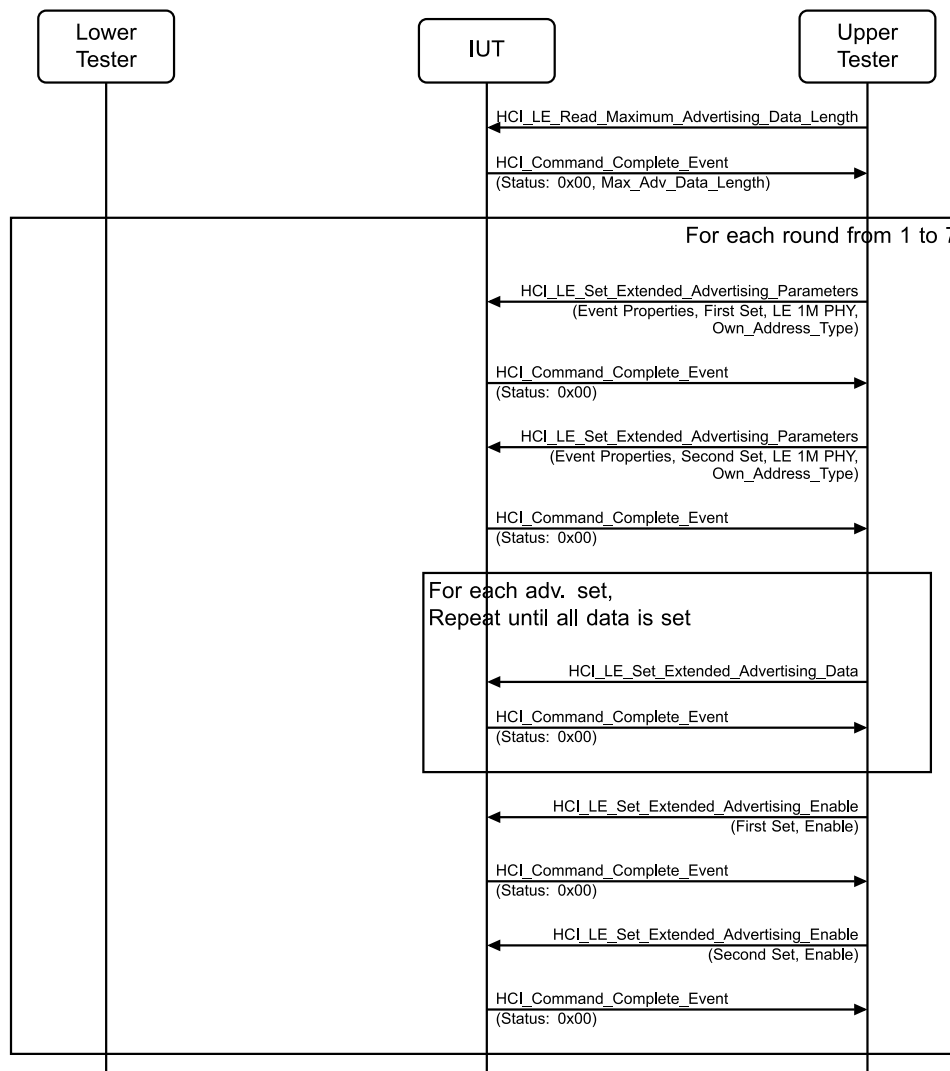 Lower
Tester
IUT
Upper
Tester
HCI_LE_Read_Maximum_Advertising_Data_Length
HCI_Command_Complete_Event
(Status: 0x00, Max_Adv_Data_Length)
For each round from 1 to 7
HCI_LE_Set_Extended_Advertising_Parameters
(Event Properties, First Set, LE 1M PHY,
Own_Address_Type)
HCI_Command_Complete_Event
(Status: 0x00)
HCI_LE_Set_Extended_Advertising_Parameters
(Event Properties, Second Set, LE 1M PHY,
Own_Address_Type)
HCI_Command_Complete_Event
(Status: 0x00)
For each adv. set,
Repeat until all data is set
HCI_LE_Set_Extended_Advertising_Data
HCI_Command_Complete_Event
(Status: 0x00)
HCI_LE_Set_Extended_Advertising_Enable
(First Set, Enable)
HCI_Command_Complete_Event
(Status: 0x00)
HCI_LE_Set_Extended_Advertising_Enable
(Second Set, Enable)
HCI_Command_Complete_Event
(Status: 0x00)